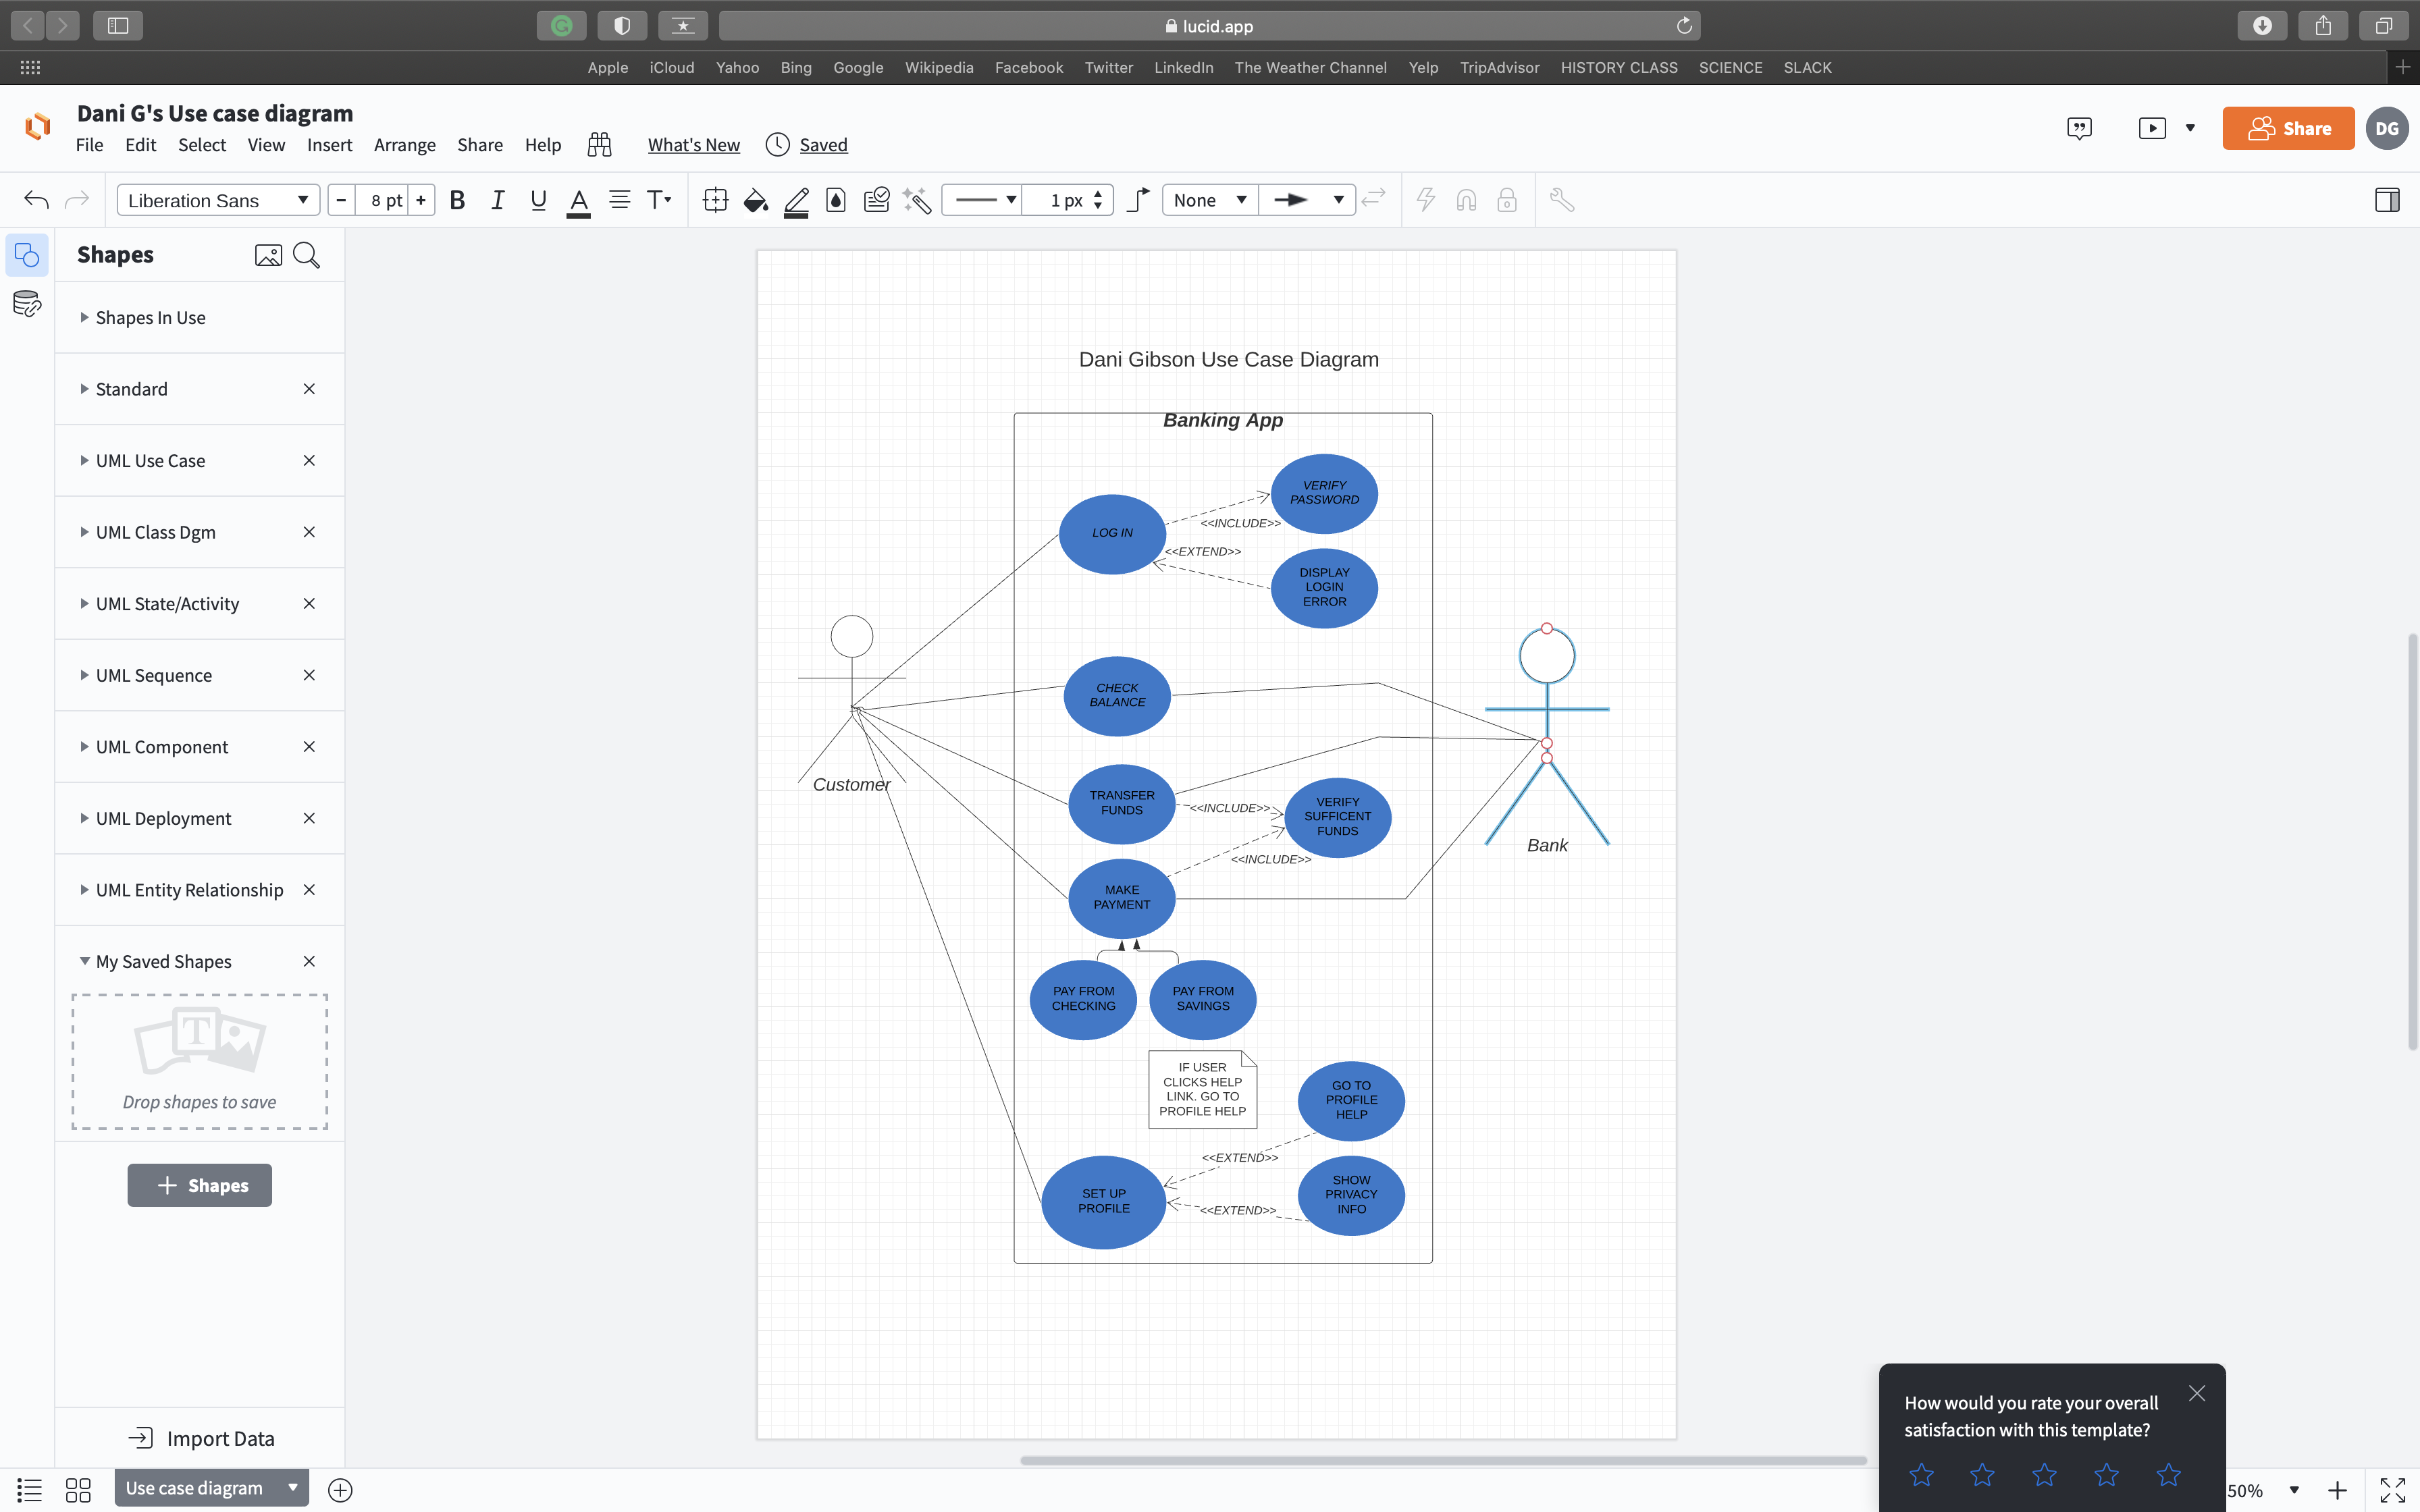 lucid.app
Apple iCloud Yahoo Bing Google Wikipedia Facebook Twitter LinkedIn The Weather Channel Yelp TripAdvisor HISTORY CLASS SCIENCE SLACK
Dani G's Use case diagram
File Edit Select View Insert Arrange Share Help What's New Saved
Share
DG
Liberation Sans
8 pt
1 px
None
Shapes
Shapes In Use
Standard
UML Use Case
UML Class Dgm
UML State/Activity
UML Sequence
UML Component
UML Deployment
UML Entity Relationship
My Saved Shapes
T
Drop shapes to save
Shapes
Import Data
Dani Gibson Use Case Diagram
Banking App
VERIFY
PASSWORD
LOG IN
<<INCLUDE>>
<<EXTEND>>
DISPLAY
LOGIN
ERROR
CHECK
BALANCE
Customer
TRANSFER
FUNDS
<<INCLUDE>>
VERIFY
SUFFICENT
FUNDS
Bank
<<INCLUDE>>
MAKE
PAYMENT
PAY FROM
CHECKING
PAY FROM
SAVINGS
IF USER
CLICKS HELP
LINK. GO TO
PROFILE HELP
GO TO
PROFILE
HELP
<<EXTEND>>
SET UP
PROFILE
SHOW
PRIVACY
INFO
<<EXTEND>>
How would you rate your overall
satisfaction with this template?
Use case diagram
50%